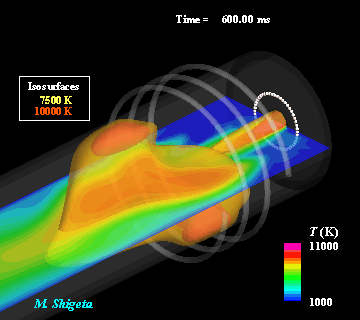 Time = 600.00 ms
Isosurfaces
7500 K
10000 K
T (K)
11000
1000
M. Shigeta